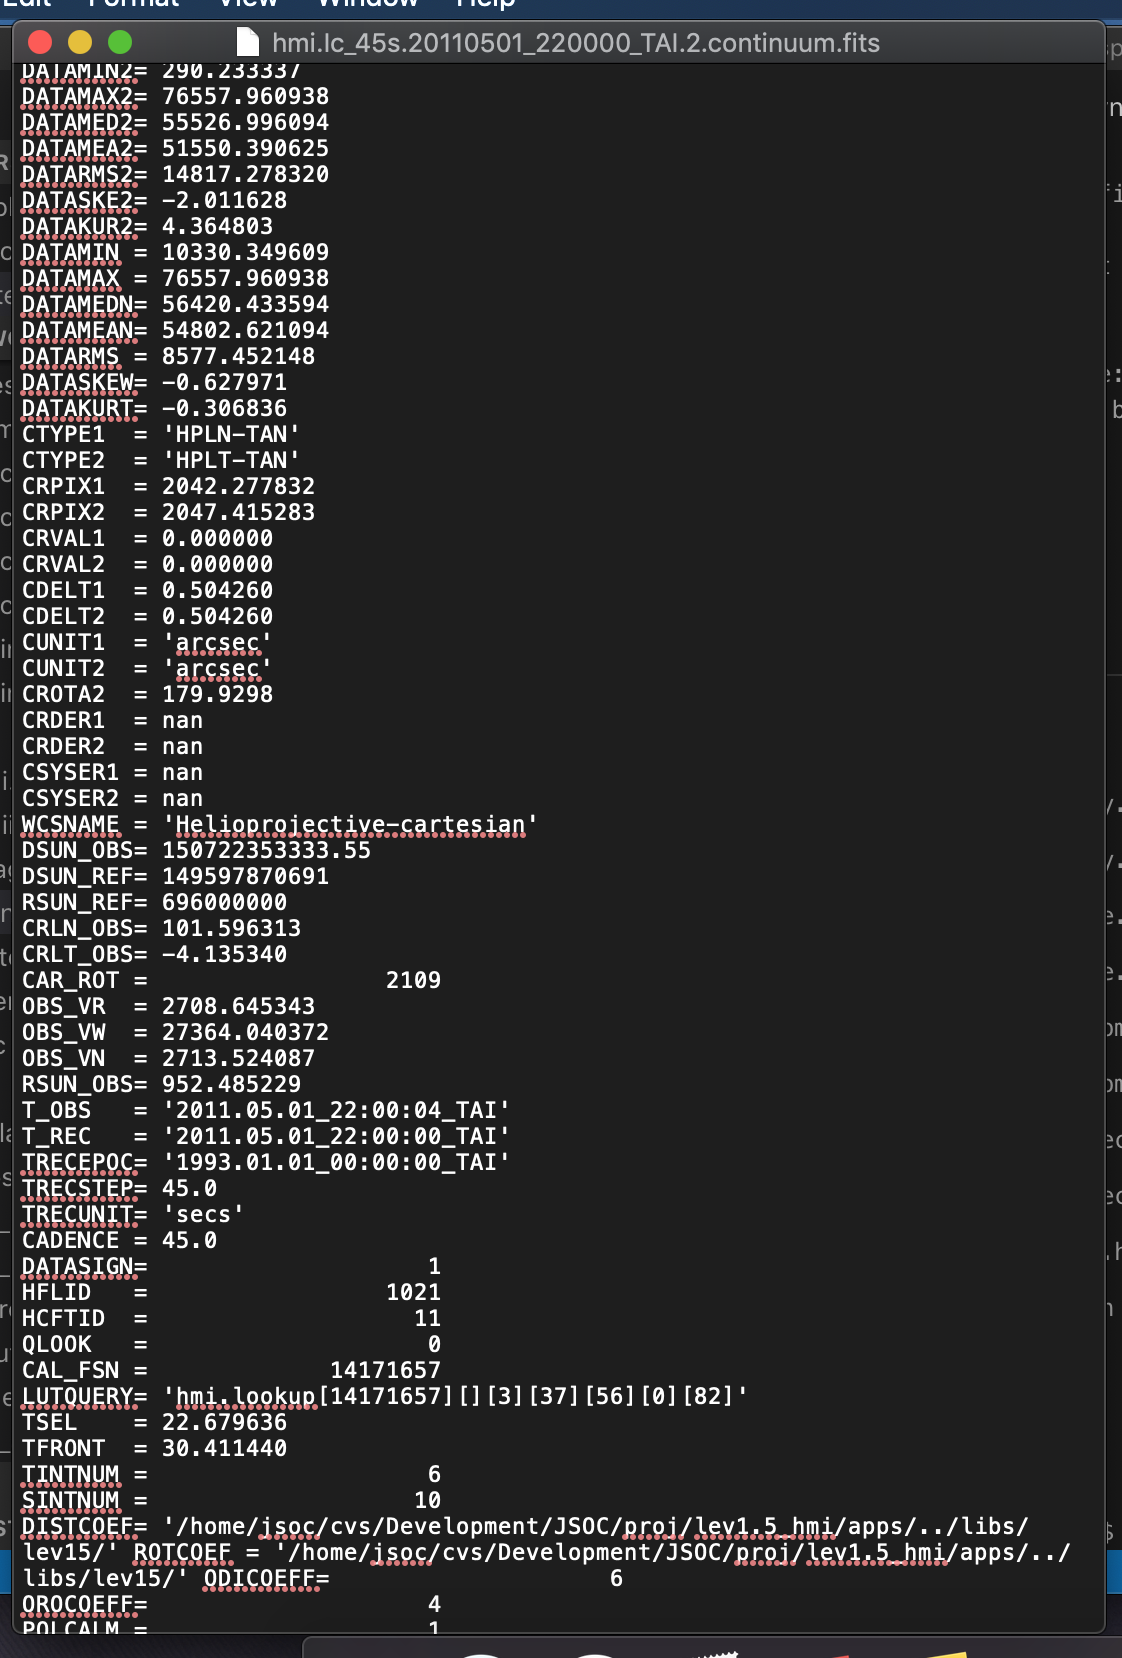 Edit Format View Window Help
hmi.lc_45s.20110501_220000_TAI.2.continuum.fits
DATAMIN2= 290.233337
DATAMAX2= 76557.960938
DATAMED2= 55526.996094
DATAMEA2= 51550.390625
DATARMS2= 14817.278320
DATASKE2= -2.011628
DATAKUR2= 4.364803
DATAMIN = 10330.349609
DATAMAX = 76557.960938
DATAMEDN= 56420.433594
DATAMEAN= 54802.621094
DATARMS = 8577.452148
DATASKEW= -0.627971
DATAKURT= -0.306836
CTYPE1  = 'HPLN-TAN'
CTYPE2  = 'HPLT-TAN'
CRPIX1  = 2042.277832
CRPIX2  = 2047.415283
CRVAL1  = 0.000000
CRVAL2  = 0.000000
CDELT1  = 0.504260
CDELT2  = 0.504260
CUNIT1  = 'arcsec'
CUNIT2  = 'arcsec'
CROTA2  = 179.9298
CRDER1  = nan
CRDER2  = nan
CSYSER1 = nan
CSYSER2 = nan
WCSNAME = 'Helioprojective-cartesian'
DSUN_OBS= 150722353333.55
DSUN_REF= 149597870691
RSUN_REF= 696000000
CRLN_OBS= 101.596313
CRLT_OBS= -4.135340
CAR_ROT =                 2109
OBS_VR  = 2708.645343
OBS_VW  = 27364.040372
OBS_VN  = 2713.524087
RSUN_OBS= 952.485229
T_OBS   = '2011.05.01_22:00:04_TAI'
T_REC   = '2011.05.01_22:00:00_TAI'
TRECEPOC= '1993.01.01_00:00:00_TAI'
TRECSTEP= 45.0
TRECUNIT= 'secs'
CADENCE = 45.0
DATASIGN=                    1
HFLID   =                 1021
HCFTID  =                   11
QLOOK   =                    0
CAL_FSN =             14171657
LUTQUERY= 'hmi.lookup[14171657][][3][37][56][0][82]'
TSEL    = 22.679636
TFRONT  = 30.411440
TINTNUM =                    6
SINTNUM =                   10
DISTCOEF= '/home/jsoc/cvs/Development/JSOC/proj/lev1.5_hmi/apps/../libs/
lev15/' ROTCOEF = '/home/jsoc/cvs/Development/JSOC/proj/lev1.5_hmi/apps/../
libs/lev15/' ODICOEFF=                    6
OROCOEFF=                    4
POLCALM =                    1